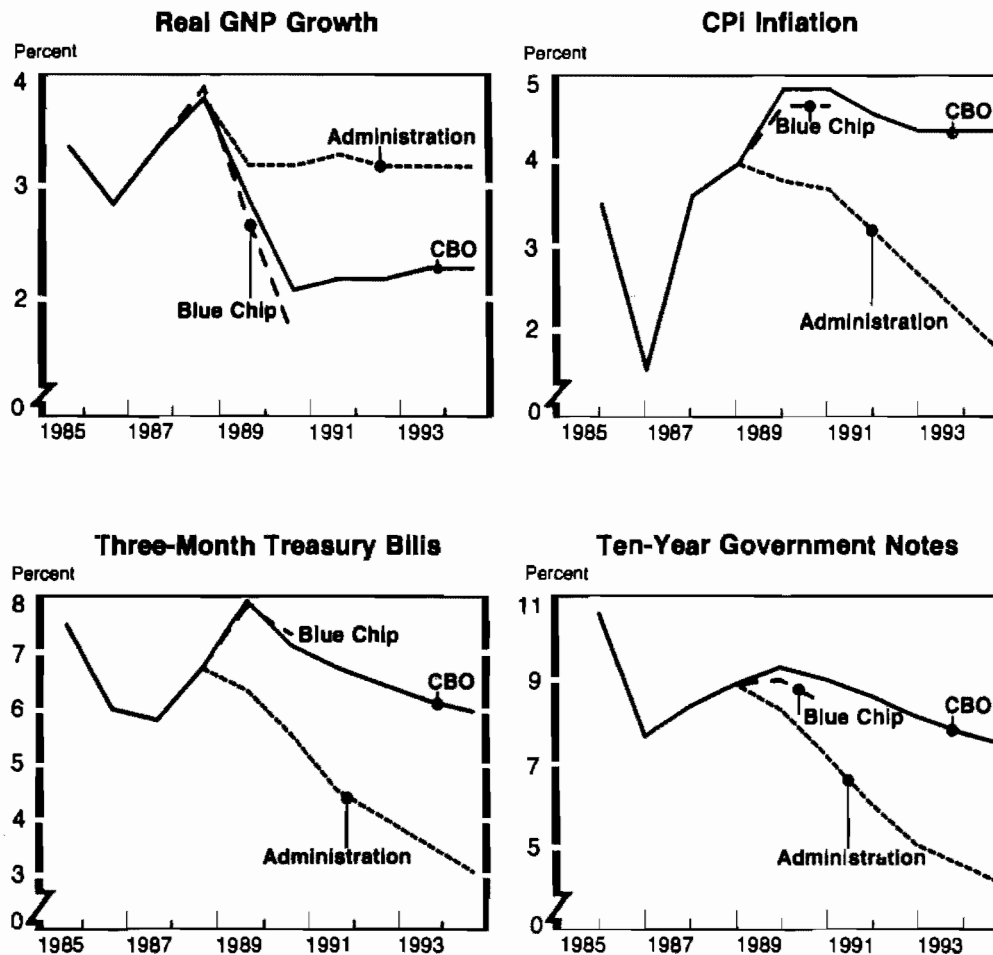 Real GNP Growth
Percent
4
3
2
0
Administration
CBO
Blue Chip
1985 1987 1989 1991 1993
CPI Inflation
Percent
5
4
3
2
0
Blue Chip
CBO
Administration
1985 1987 1989 1991 1993
Three-Month Treasury Bills
Percent
8
7
6
5
4
3
0
Blue Chip
CBO
Administration
1985 1987 1989 1991 1993
Ten-Year Government Notes
Percent
11
9
7
5
0
Blue Chip
CBO
Administration
1985 1987 1989 1991 1993